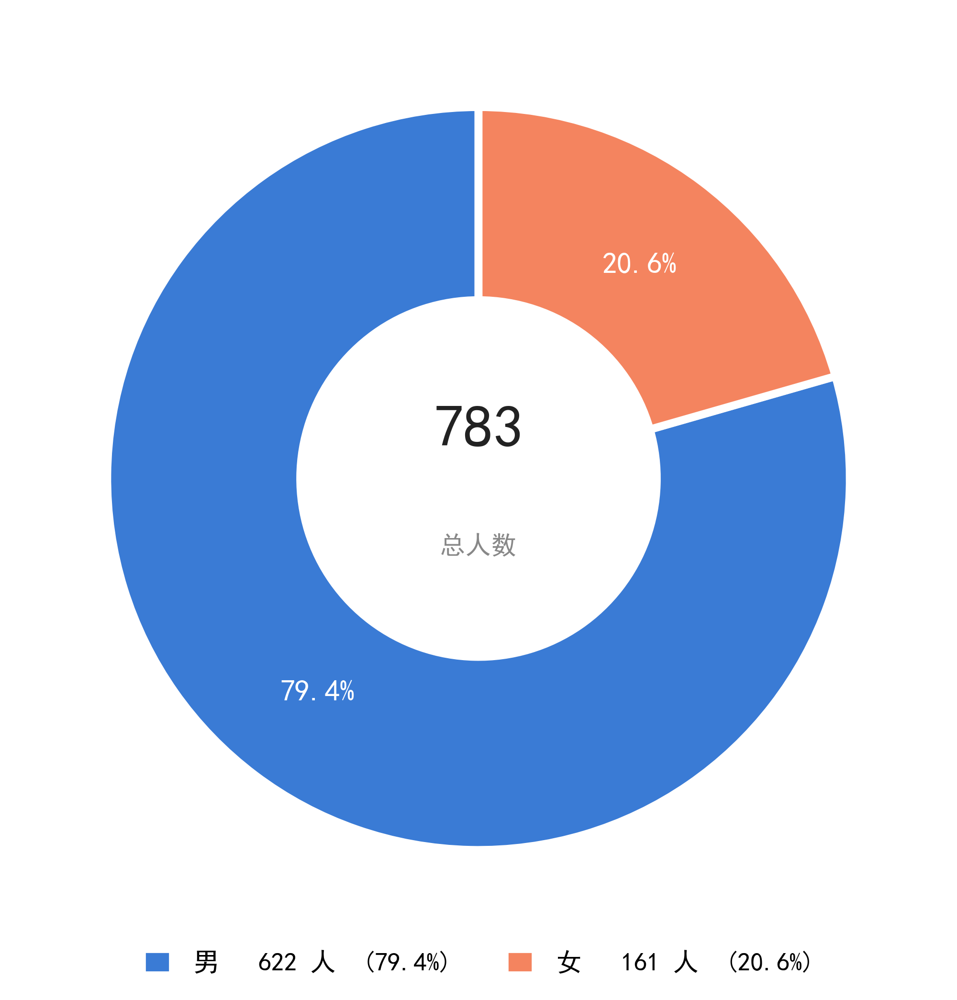 20.6%
783
总人数
79.4%
男 622 人 (79.4%)
女 161 人 (20.6%)